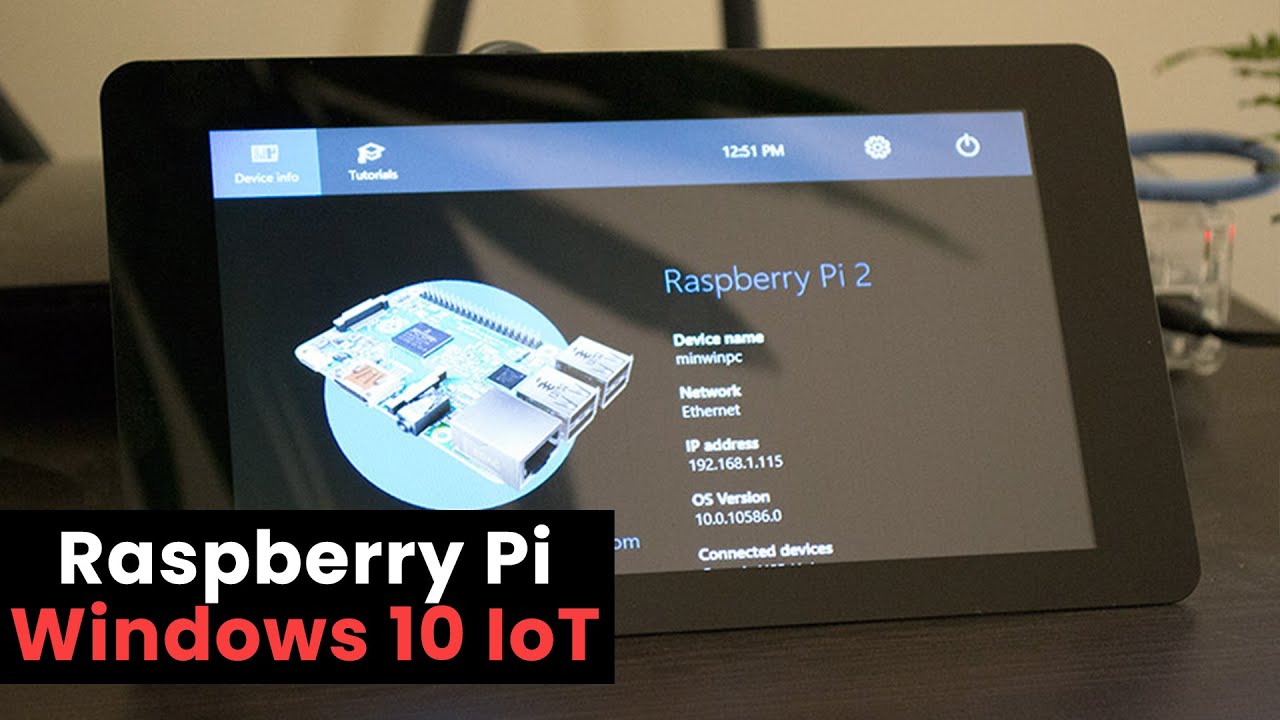 Device info
Tutorials
12:51 PM
Raspberry Pi 2
Device name
minwinpc
Network
Ethernet
IP address
192.168.1.115
OS Version
10.0.10586.0
Connected devices
om
Raspberry Pi
Windows 10 IoT